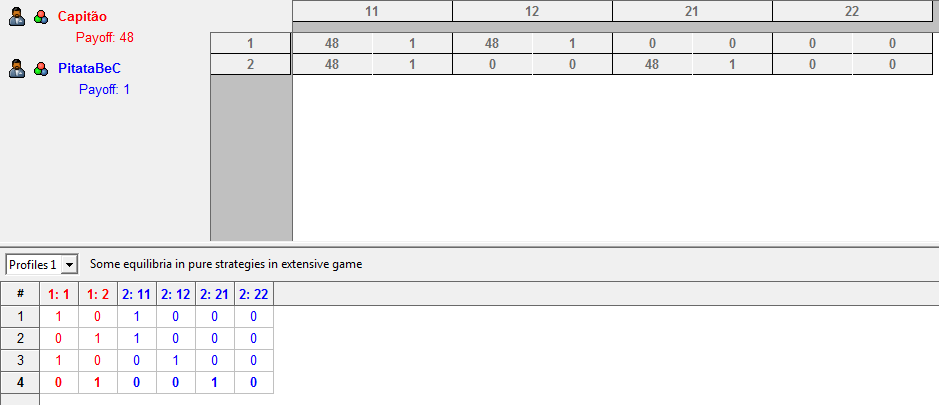 Capitão
Payoff: 48
PitataBeC
Payoff: 1
11 12 21 22
1 48 1 48 1 0 0 0 0
2 48 1 0 0 48 1 0 0
Profiles 1 Some equilibria in pure strategies in extensive game
# 1: 1 1: 2 2: 11 2: 12 2: 21 2: 22
1 1 0 1 0 0 0
2 0 1 1 0 0 0
3 1 0 0 1 0 0
4 0 1 0 0 1 0